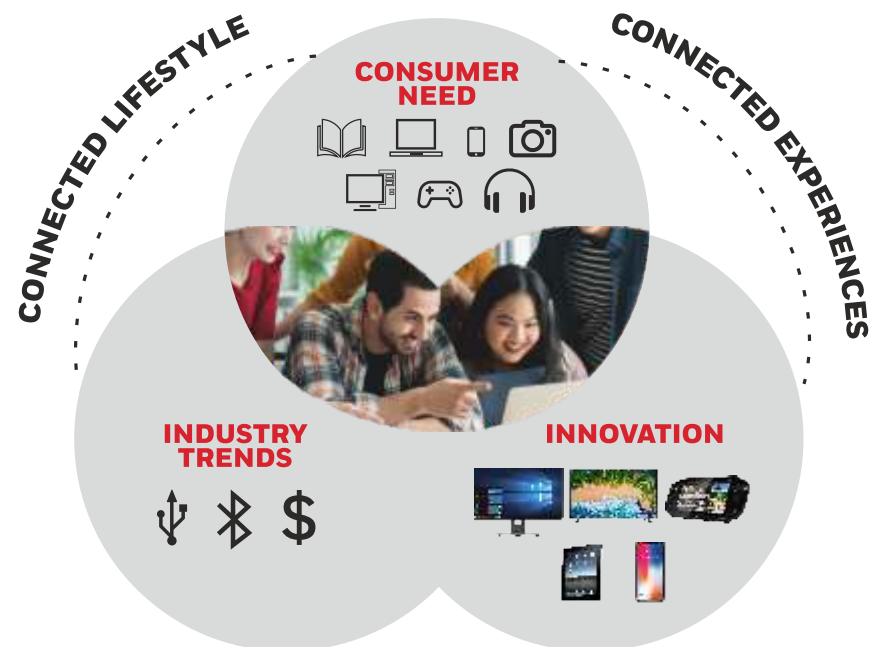 CONNECTED LIFESTYLE
CONNECTED EXPERIENCES
CONSUMER
NEED
INDUSTRY
TRENDS
$
INNOVATION